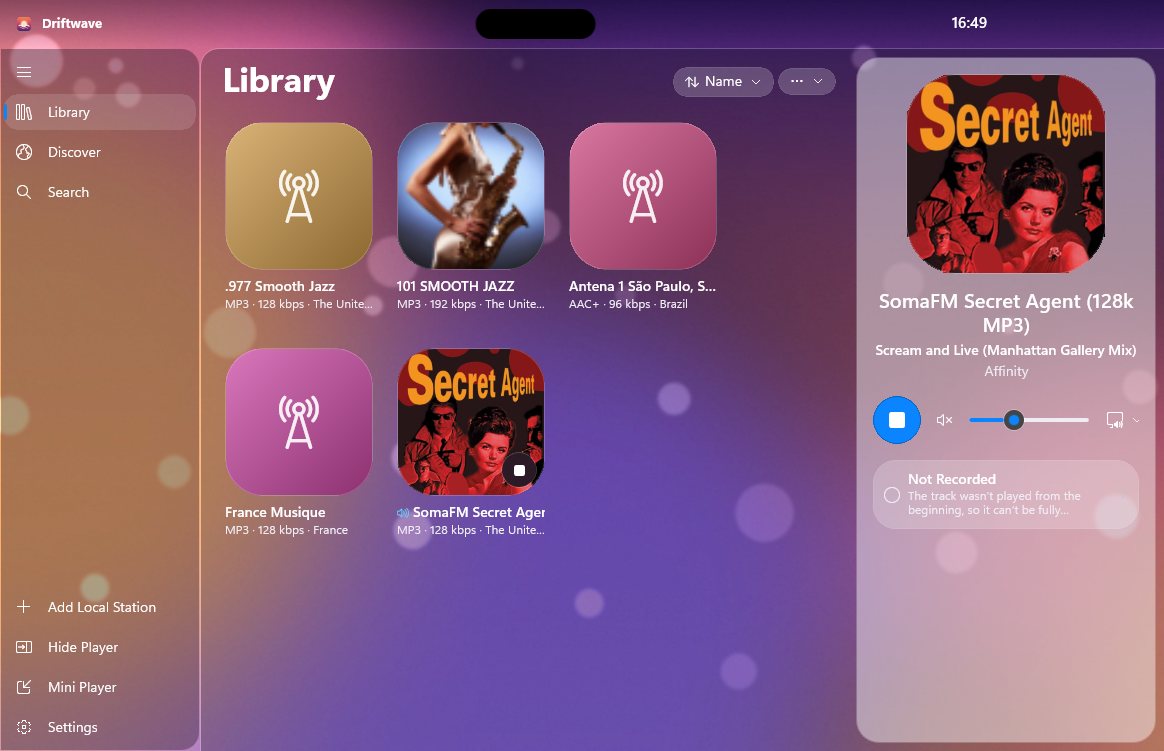 Driftwave
16:49
Library
Discover
Search
Add Local Station
Hide Player
Mini Player
Settings
Library
Name
.977 Smooth Jazz
MP3 · 128 kbps · The Unite...
101 SMOOTH JAZZ
MP3 · 192 kbps · The Unite...
Antena 1 São Paulo, S...
AAC+ · 96 kbps · Brazil
France Musique
MP3 · 128 kbps · France
Secret Agent
SomaFM Secret Agen
MP3 · 128 kbps · The Unite...
Secret Agent
SomaFM Secret Agent (128k
MP3)
Scream and Live (Manhattan Gallery Mix)
Affinity
Not Recorded
The track wasn't played from the
beginning, so it can't be fully...